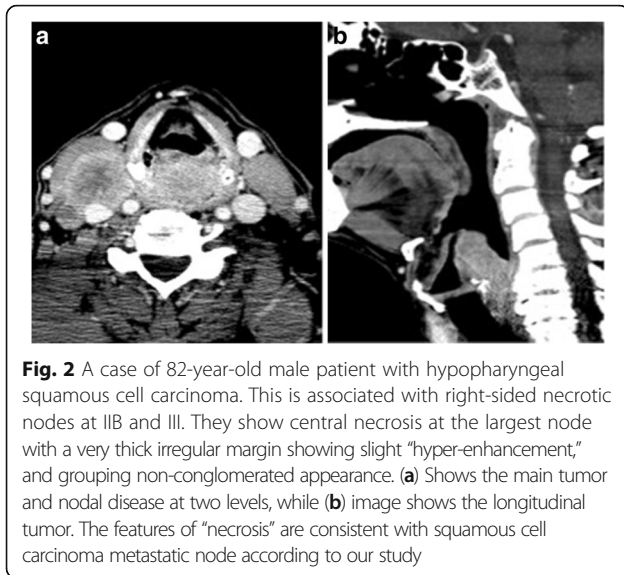 a
b
Fig. 2 A case of 82-year-old male patient with hypopharyngeal
squamous cell carcinoma. This is associated with right-sided necrotic
nodes at IIB and III. They show central necrosis at the largest node
with a very thick irregular margin showing slight “hyper-enhancement,”
and grouping non-conglomerated appearance. (a) Shows the main tumor
and nodal disease at two levels, while (b) image shows the longitudinal
tumor. The features of “necrosis” are consistent with squamous cell
carcinoma metastatic node according to our study